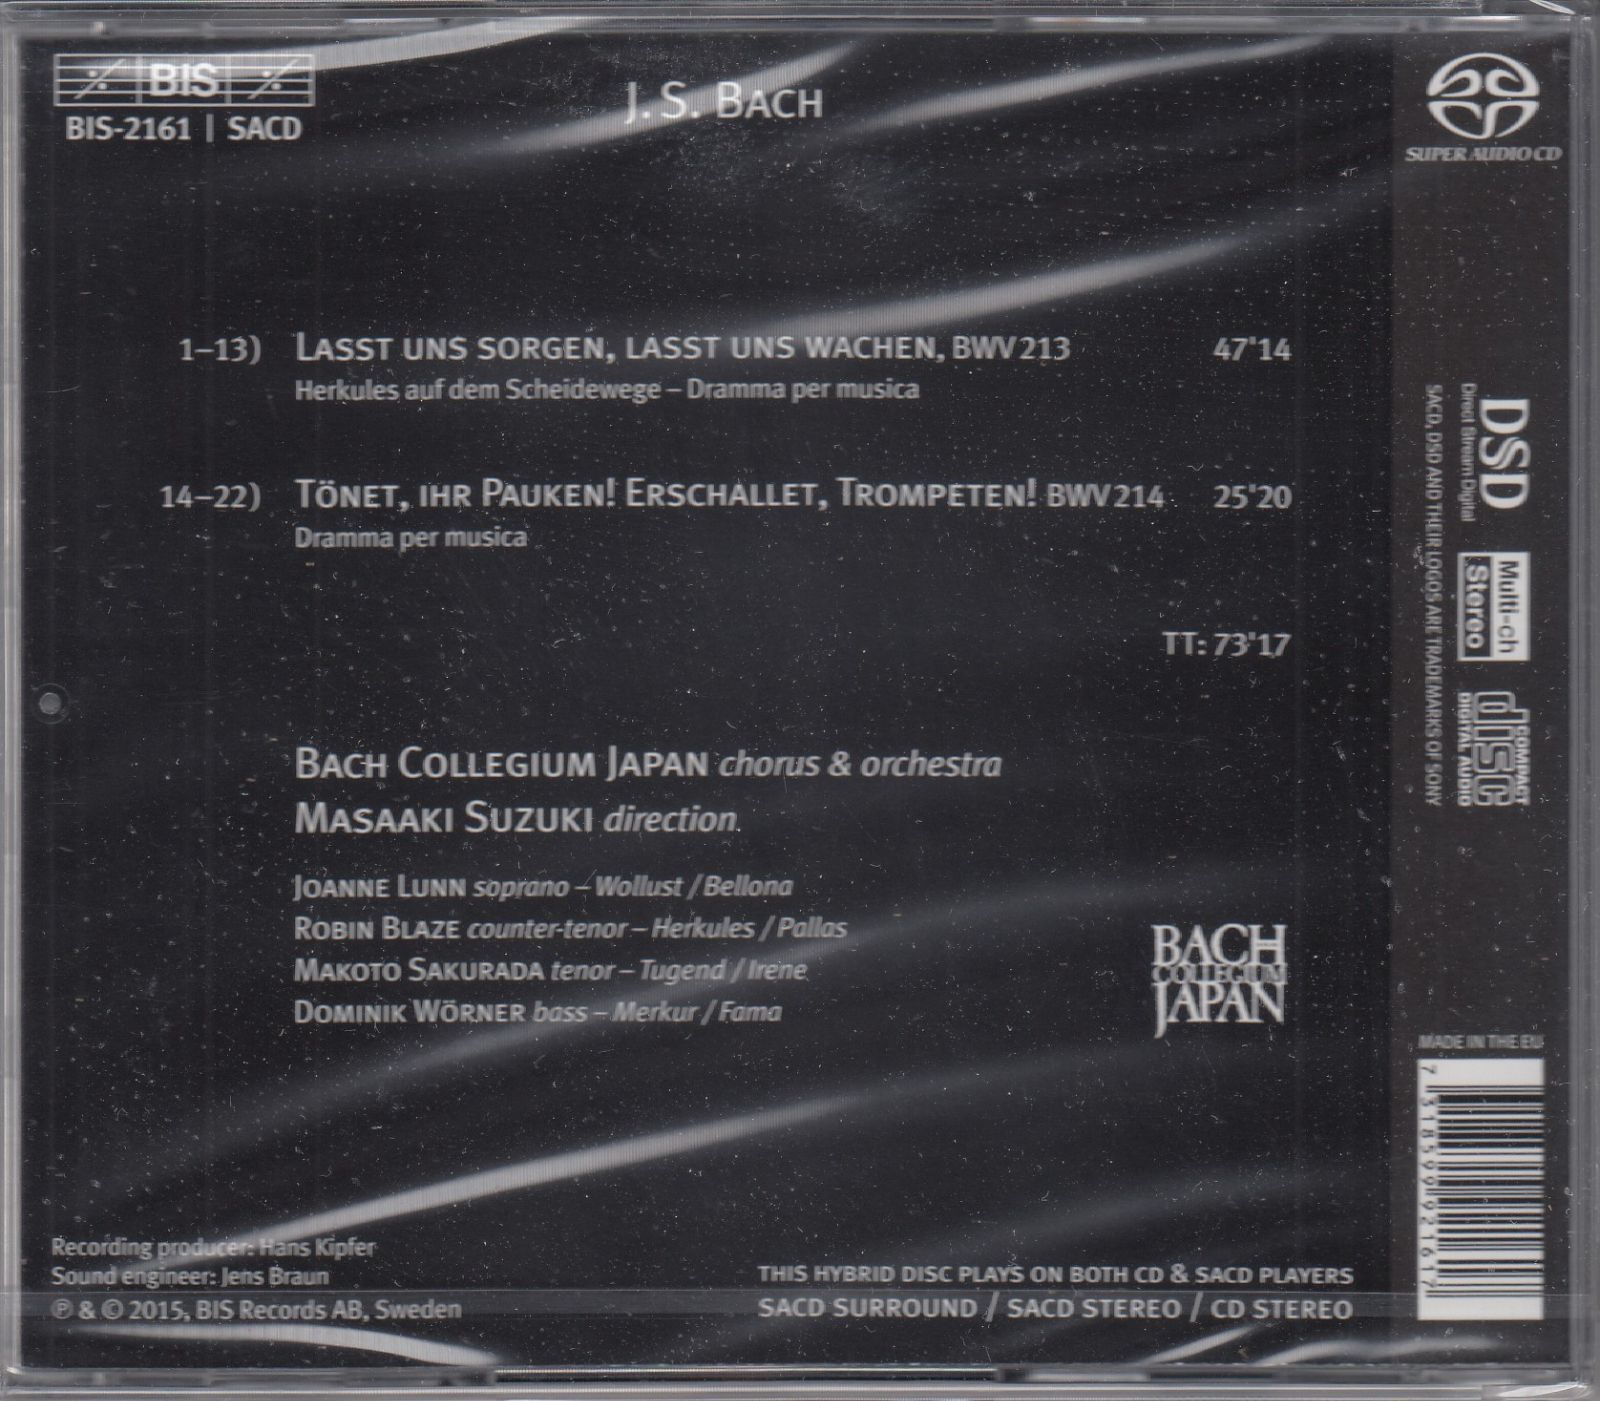 BIS
BIS-2161 | SACD
J. S. BACH
SUPER AUDIO CD
1–13) LASST UNS SORGEN, LASST UNS WACHEN, BWV 213 47'14
Herkules auf dem Scheidewege – Dramma per musica
14–22) TÖNET, IHR PAUKEN! ERSCHALLET, TROMPETEN! BWV 214 25'20
Dramma per musica
TT: 73'17
BACH COLLEGIUM JAPAN chorus & orchestra
MASAAKI SUZUKI direction
JOANNE LUNN soprano – Wollust / Bellona
ROBIN BLAZE counter-tenor – Herkules / Pallas
MAKOTO SAKURADA tenor – Tugend / Irene
DOMINIK WÖRNER bass – Merkur / Fama
BACH
COLLEGIUM
JAPAN
Recording producer: Hans Kipfer
Sound engineer: Jens Braun
℗ & © 2015, BIS Records AB, Sweden
THIS HYBRID DISC PLAYS ON BOTH CD & SACD PLAYERS
SACD SURROUND / SACD STEREO / CD STEREO
DSD
Direct Stream Digital
SACD, DSD AND THEIR LOGOS ARE TRADEMARKS OF SONY
Multi-ch
Stereo
COMPACT
disc
DIGITAL AUDIO
MADE IN THE EU
7 318599 921617